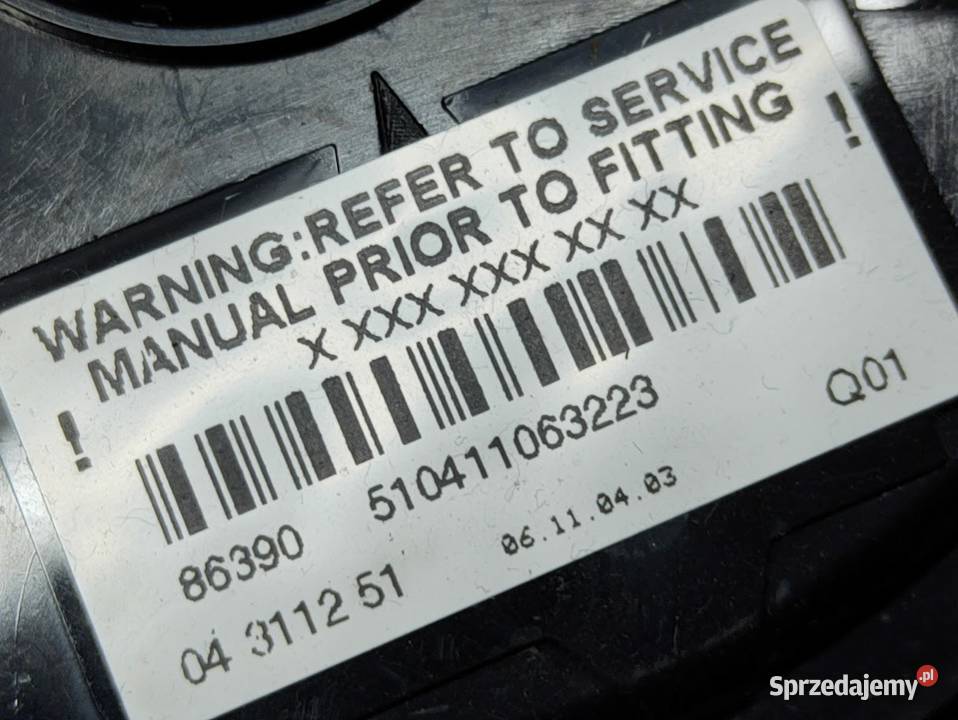 WARNING:REFER TO SERVICE
MANUAL PRIOR TO FITTING
! !
X XXX XXX XX XX
86390 510411063223 Q01
04 3112 51 06.11.04.03
Sprzedajemy.pl